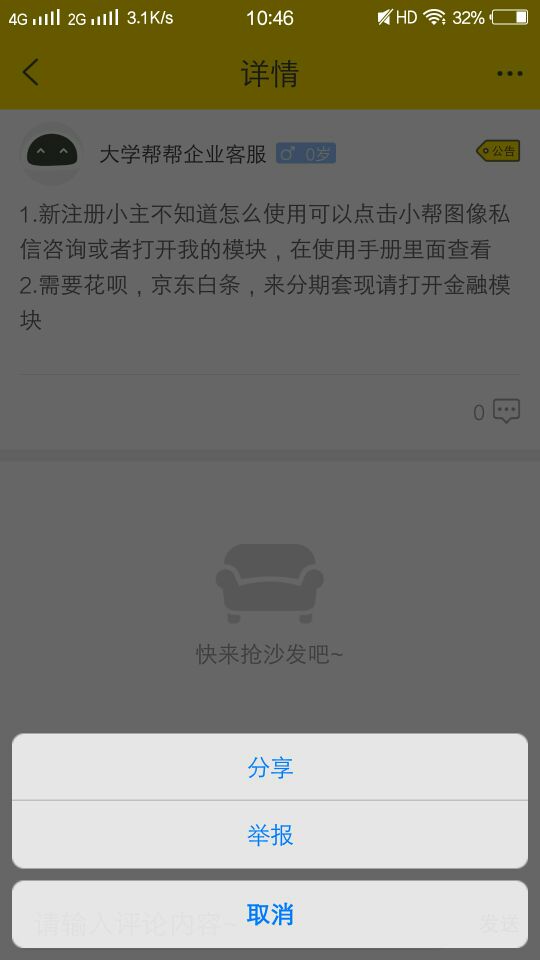 4G 2G 3.1K/s 10:46 HD 32%
详情
大学帮帮企业客服 ♂ 0岁 公告
1.新注册小主不知道怎么使用可以点击小帮图像私
信咨询或者打开我的模块，在使用手册里面查看
2.需要花呗，京东白条，来分期套现请打开金融模
块
0
快来抢沙发吧~
分享
举报
取消
请输入评论内容~ 发送